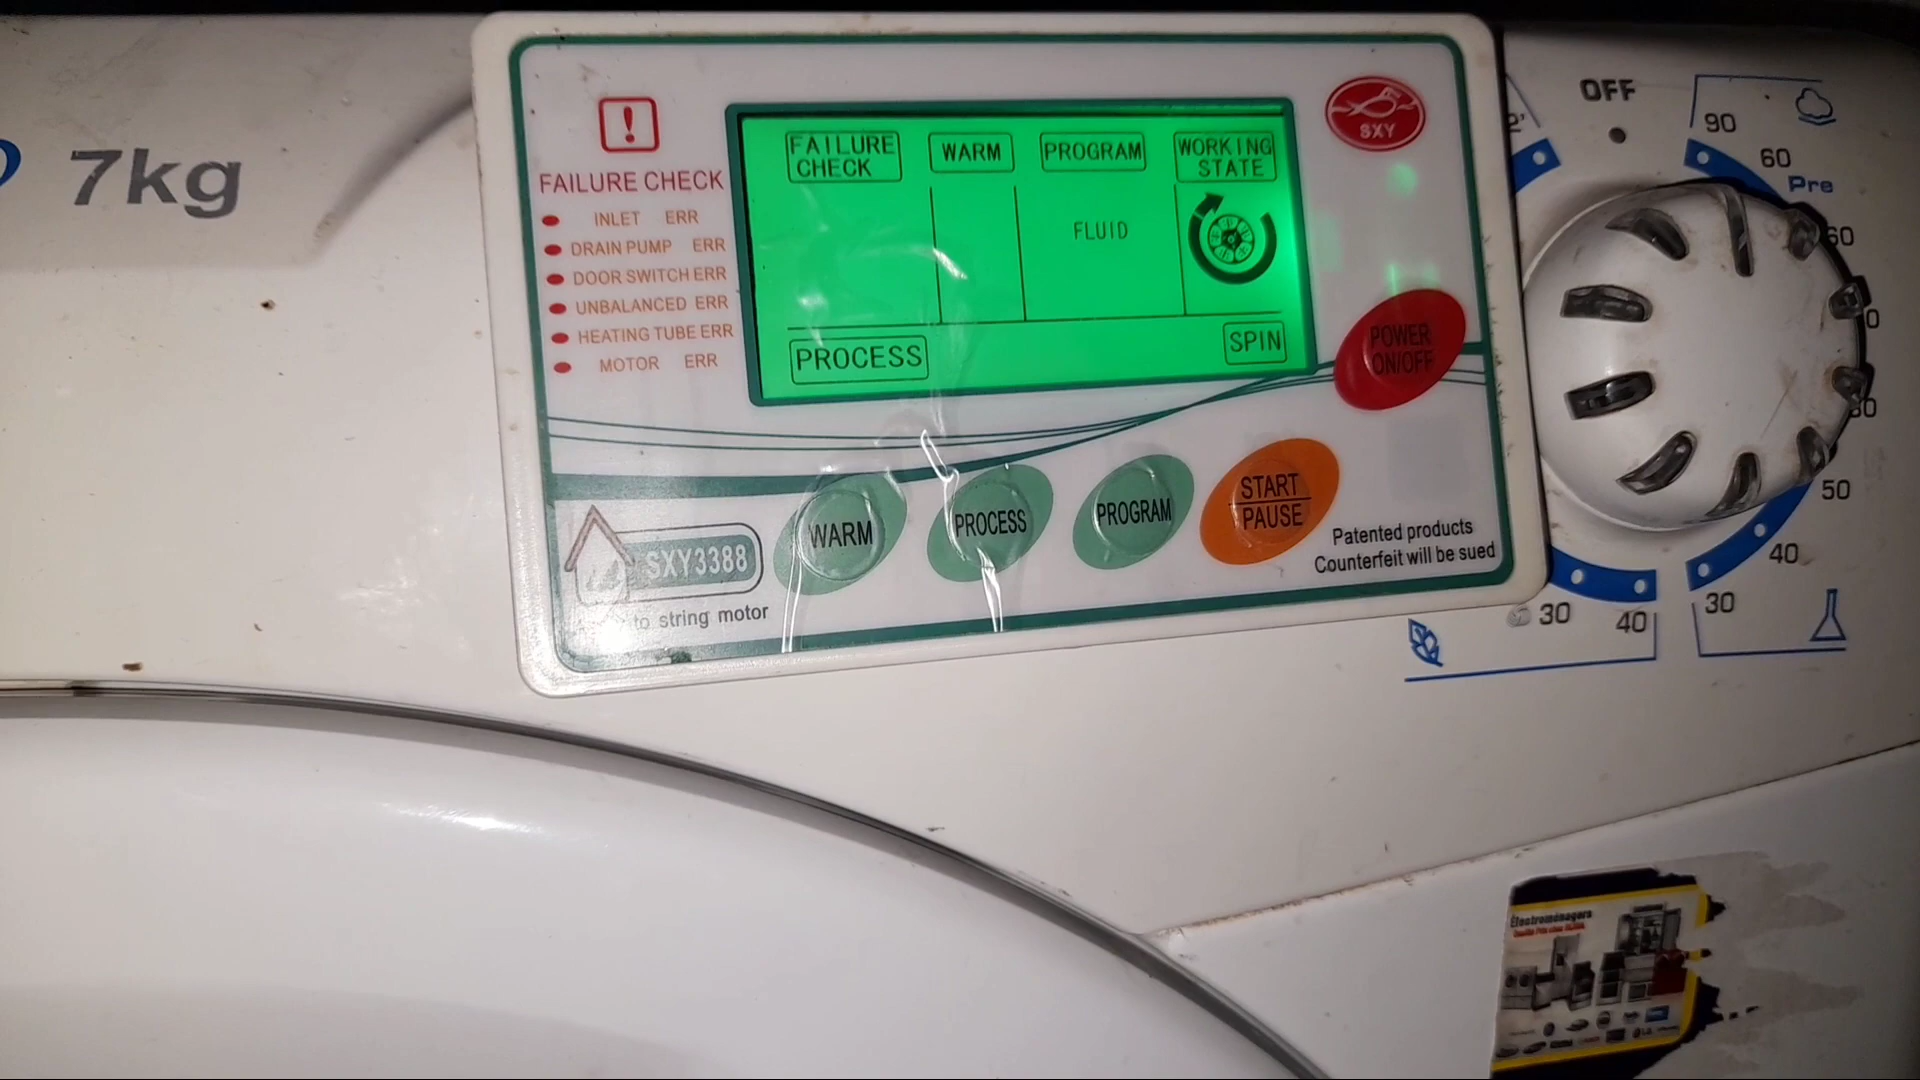 7kg
FAILURE CHECK
INLET ERR
DRAIN PUMP ERR
DOOR SWITCH ERR
UNBALANCED ERR
HEATING TUBE ERR
MOTOR ERR
FAILURE
CHECK
WARM
PROGRAM
WORKING
STATE
FLUID
PROCESS
SPIN
SXY
POWER
ON/OFF
WARM
PROCESS
PROGRAM
START
PAUSE
SXY3388
to string motor
Patented products
Counterfeit will be sued
OFF
90
60
Pre
60
50
40
30
40
30
Électroménagers